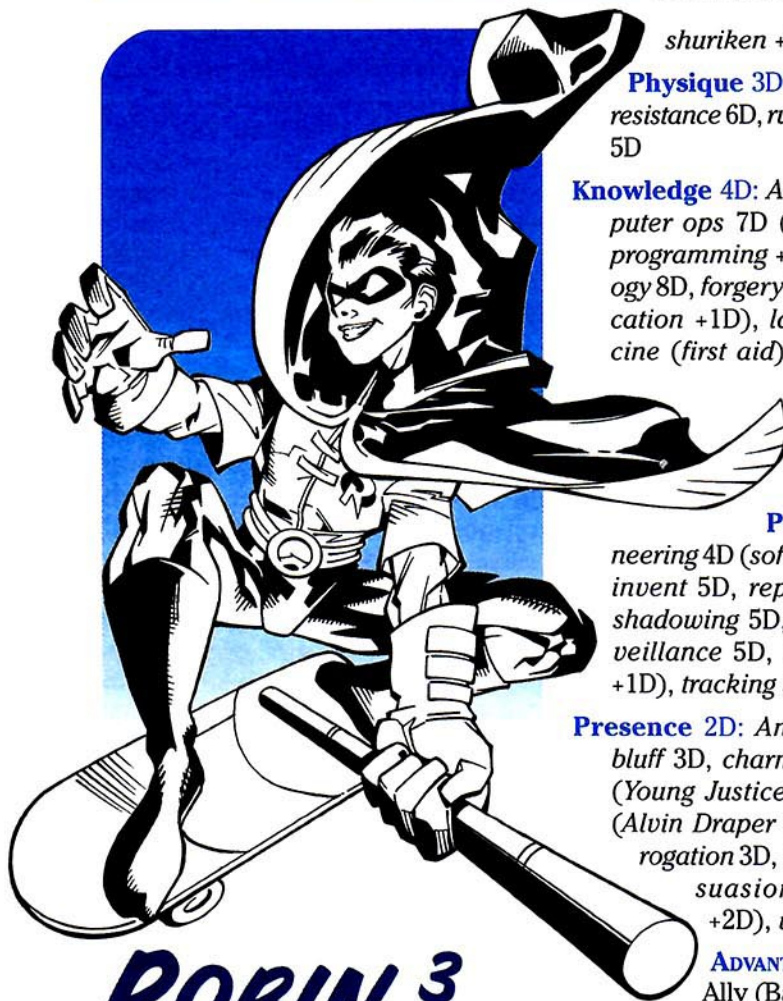 shuriken +
Physique 3D
resistance 6D, ru
5D
Knowledge 4D: A
puter ops 7D (
programming +
ogy 8D, forgery
cation +1D), la
cine (first aid)
P
neering 4D (sof
invent 5D, rep
shadowing 5D,
veillance 5D,
+1D), tracking
Presence 2D: An
bluff 3D, char
(Young Justice
(Alvin Draper
rogation 3D,
suasion
+2D), u
ADVANT
Ally (B
R
ROBIN 3